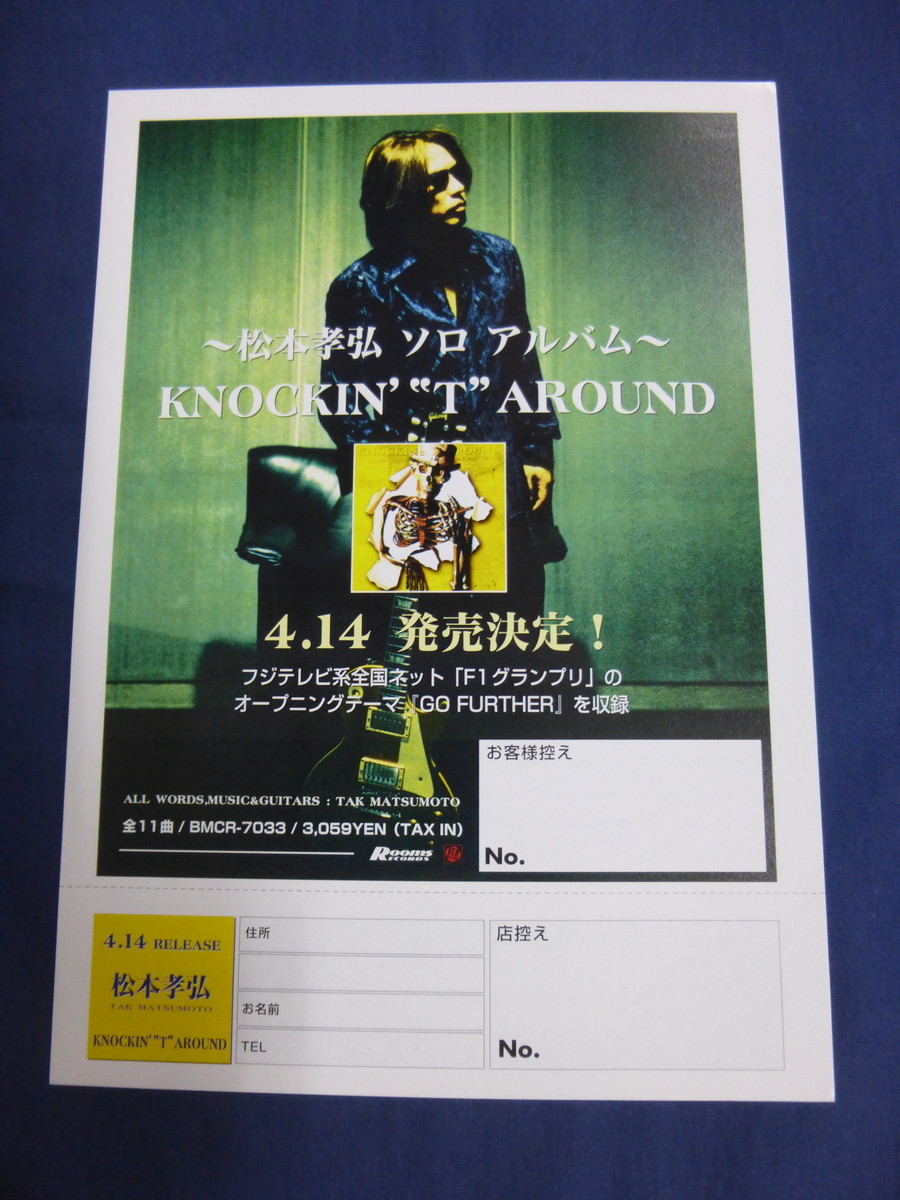 ～松本孝弘 ソロ アルバム～
KNOCKIN' "T" AROUND
Gibson
4.14 発売決定！
フジテレビ系全国ネット「F1グランプリ」の
オープニングテーマ『GO FURTHER』を収録
お客様控え
No.
ALL WORDS,MUSIC&GUITARS : TAK MATSUMOTO
全11曲 / BMCR-7033 / 3,059YEN (TAX IN)
Rooms RECORDS
4.14 RELEASE
松本孝弘
TAK MATSUMOTO
KNOCKIN' "T" AROUND
住所
お名前
TEL
店控え
No.